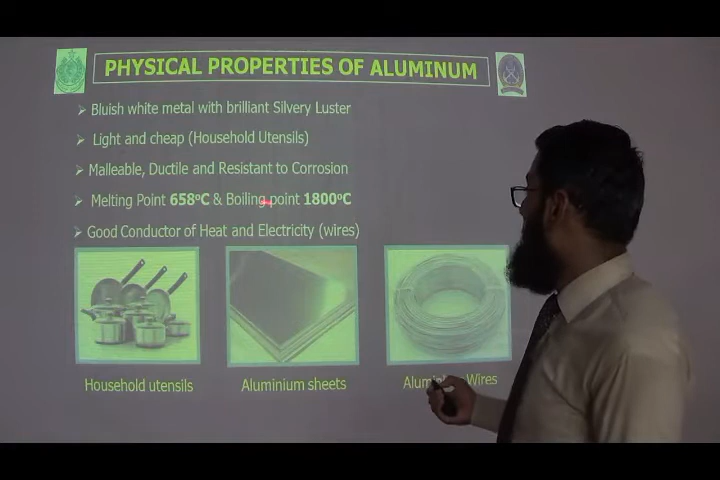 PHYSICAL PROPERTIES OF ALUMINUM
➢ Bluish white metal with brilliant Silvery Luster
➢ Light and cheap (Household Utensils)
➢ Malleable, Ductile and Resistant to Corrosion
➢ Melting Point 658°C & Boiling point 1800°C
➢ Good Conductor of Heat and Electricity (wires)
Household utensils
Aluminium sheets
Wires